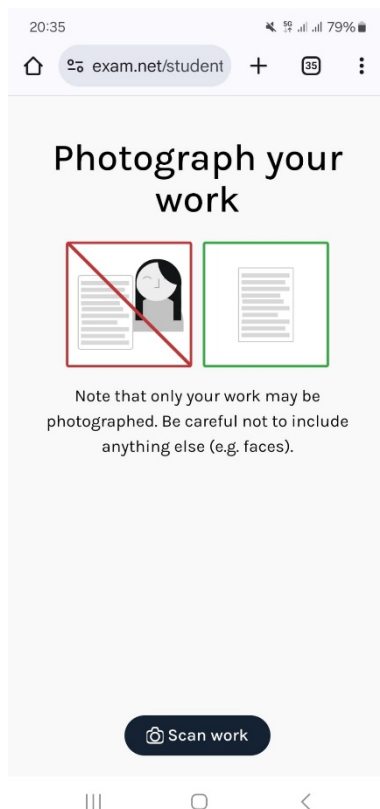 20:35
5G 79%
exam.net/student
35
Photograph your
work
Note that only your work may be
photographed. Be careful not to include
anything else (e.g. faces).
Scan work